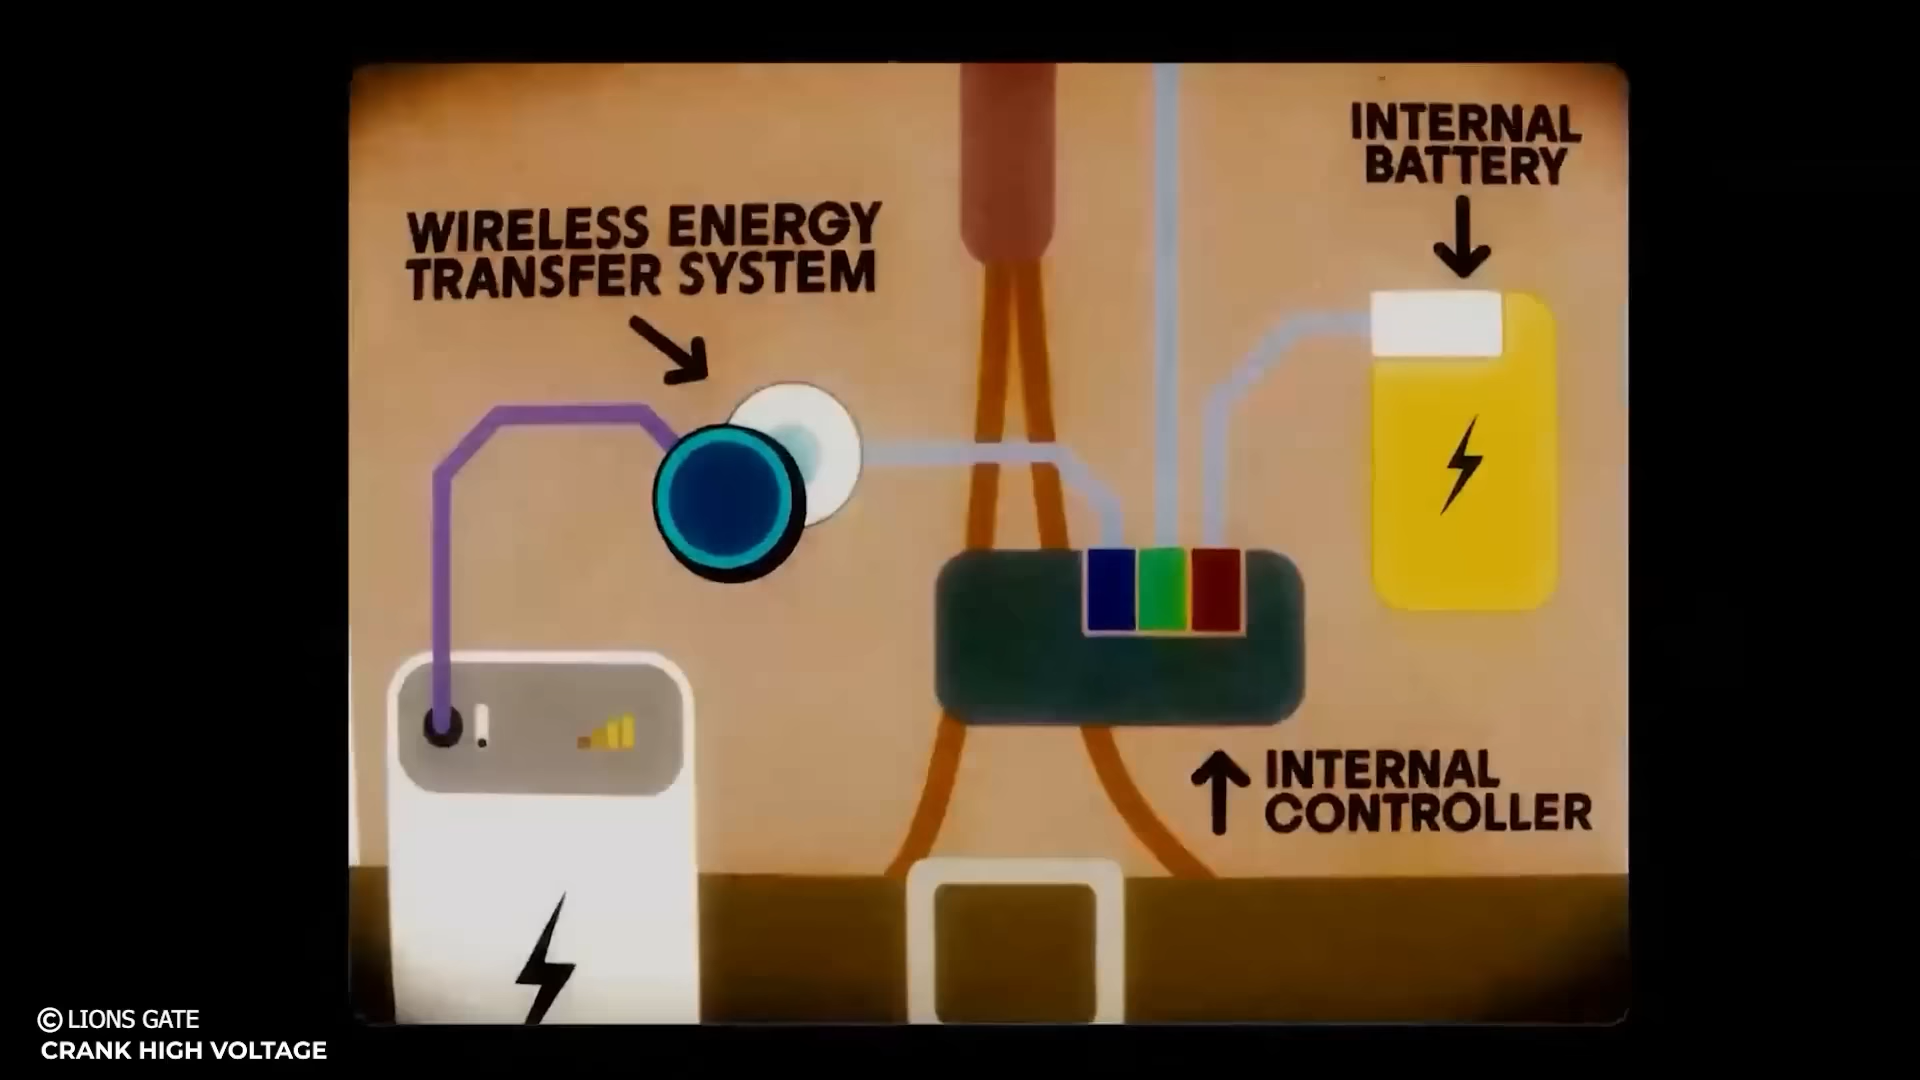 INTERNAL
BATTERY
WIRELESS ENERGY
TRANSFER SYSTEM
INTERNAL
CONTROLLER
© LIONS GATE
CRANK HIGH VOLTAGE